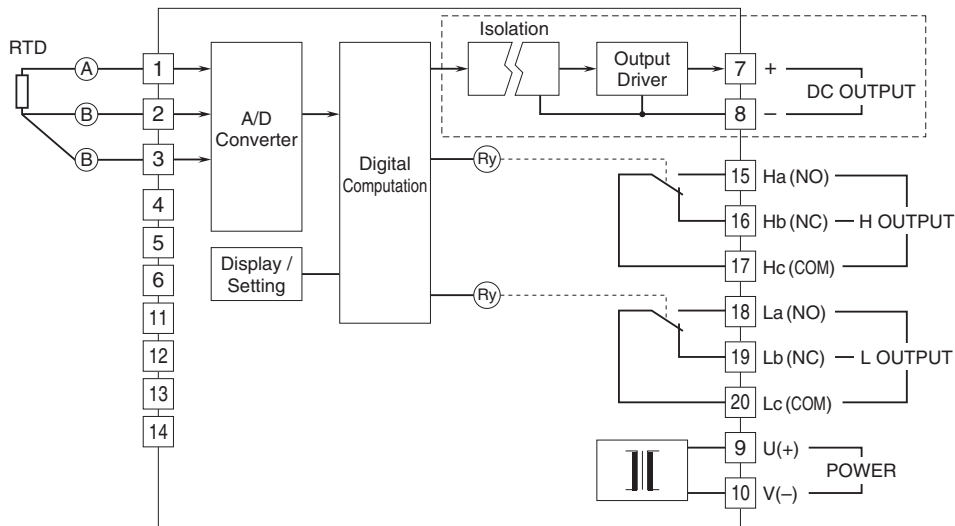 RTD
A
B
B
1
2
3
4
5
6
11
12
13
14
A/D
Converter
Display /
Setting
Digital
Computation
Isolation
Output
Driver
Ry
Ry
7 +
8 –
DC OUTPUT
15 Ha (NO)
16 Hb (NC) H OUTPUT
17 Hc (COM)
18 La (NO)
19 Lb (NC) L OUTPUT
20 Lc (COM)
9 U(+)
10 V(–)
POWER